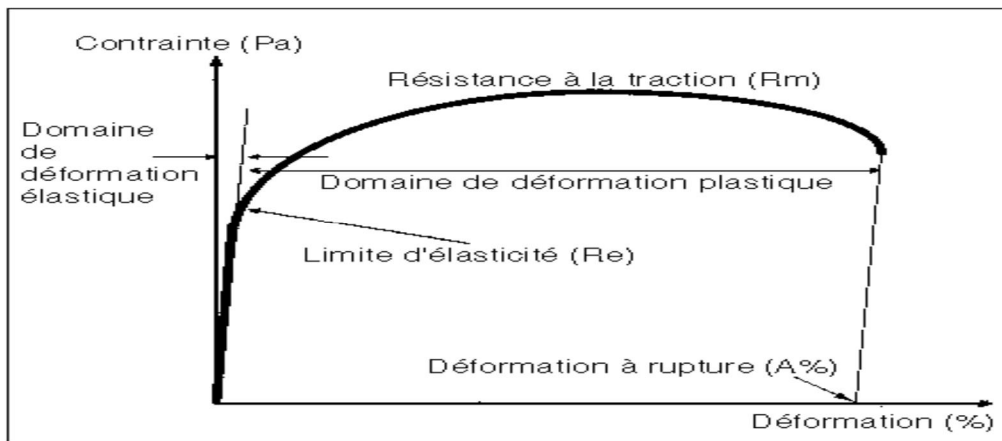 Contrainte (Pa)
Résistance à la traction (Rm)
Domaine
de
déformation
élastique
Domaine de déformation plastique
Limite d'élasticité (Re)
Déformation à rupture (A%)
Déformation (%)